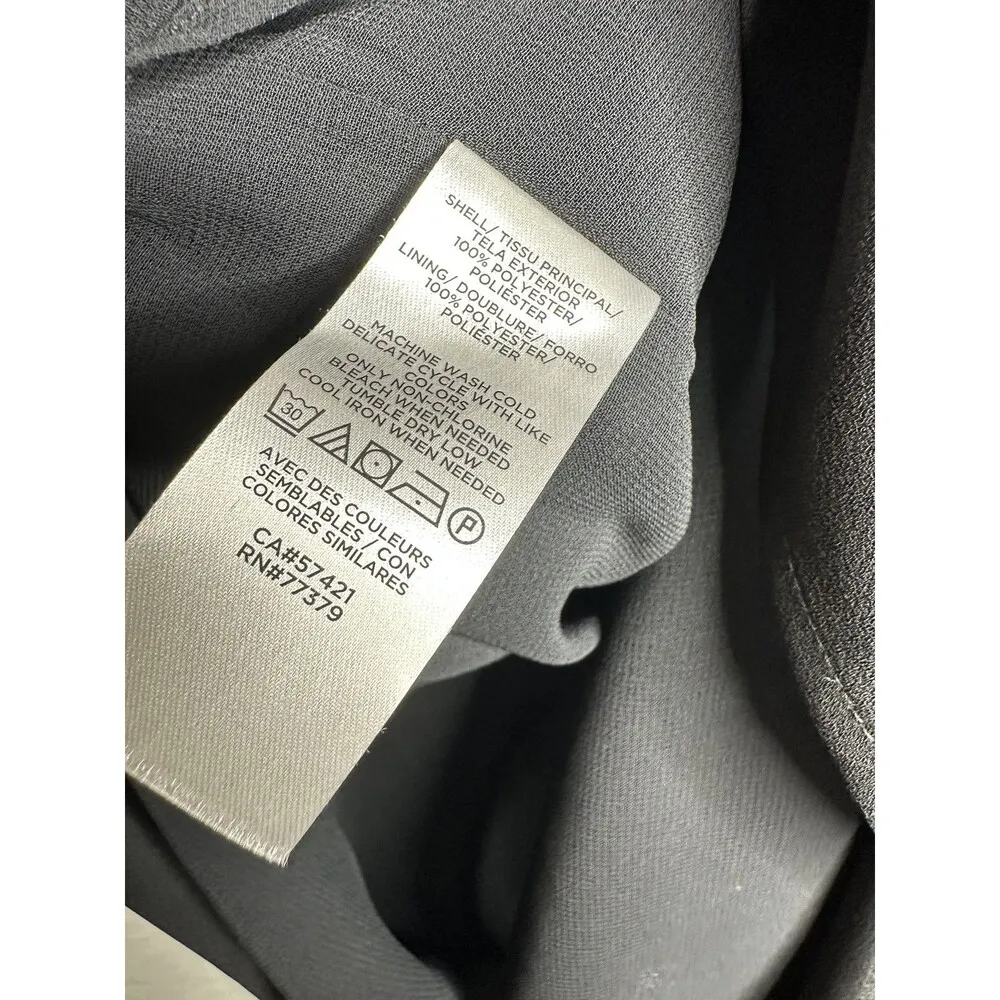 SHELL/ TISSU PRINCIPAL/
TELA EXTERIOR
100% POLYESTER/
POLIÉSTER
LINING/ DOUBLURE/ FORRO
100% POLYESTER/
POLIÉSTER
MACHINE WASH COLD
DELICATE CYCLE WITH LIKE
COLORS
ONLY NON-CHLORINE
BLEACH WHEN NEEDED
TUMBLE DRY LOW
COOL IRON WHEN NEEDED
30
P
AVEC DES COULEURS
SEMBLABLES / CON
COLORES SIMILARES
CA#57421
RN#77379